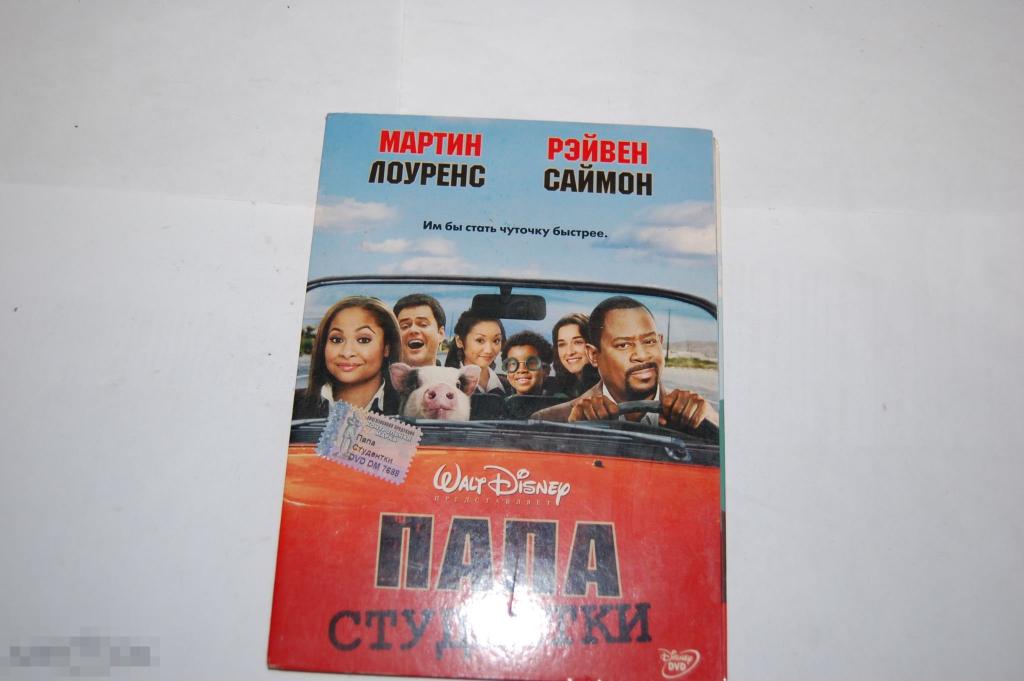 МАРТИН
ЛОУРЕНС
РЭЙВЕН
САЙМОН
Им бы стать чуточку быстрее.
Папа
Студентки
DVD DM 7688
WALT DISNEY
ПРЕДСТАВЛЯЕТ
ПАПА
СТУДЕНТКИ
Disney
DVD